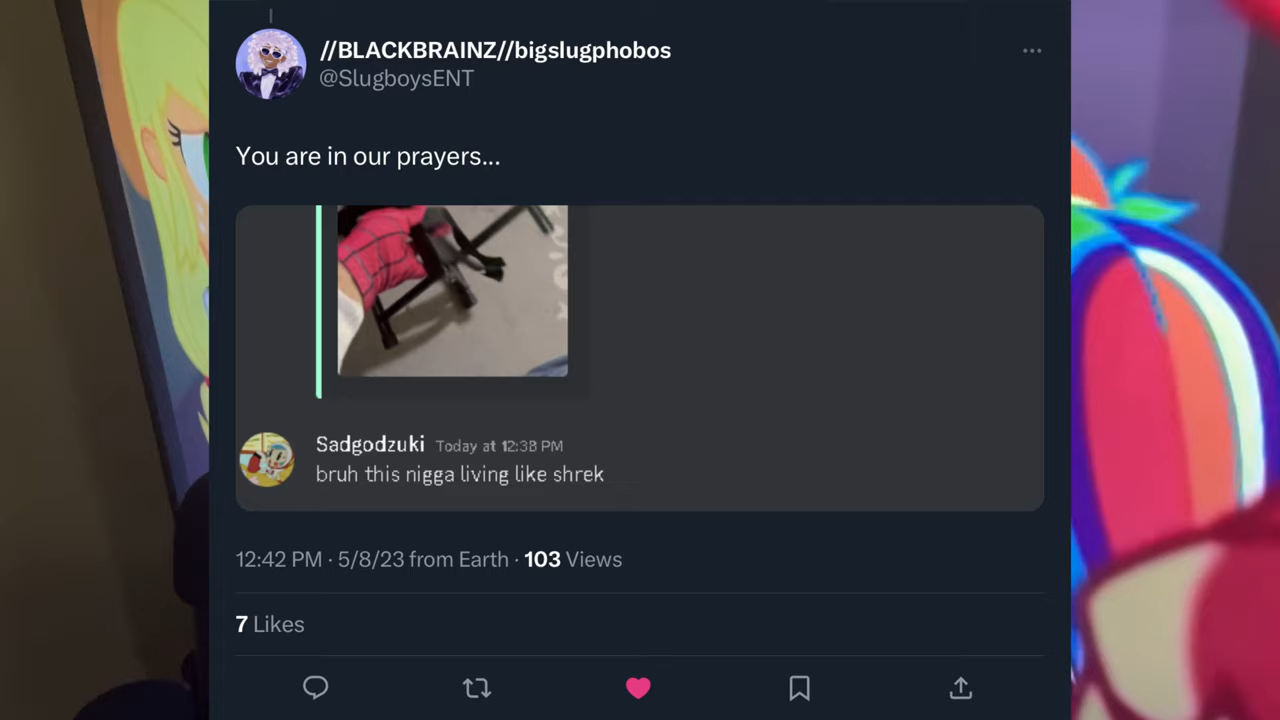 //BLACKBRAINZ//bigslugphobos
@SlugboysENT
You are in our prayers...
Sadgodzuki Today at 12:38 PM
bruh this nigga living like shrek
12:42 PM · 5/8/23 from Earth · 103 Views
7 Likes